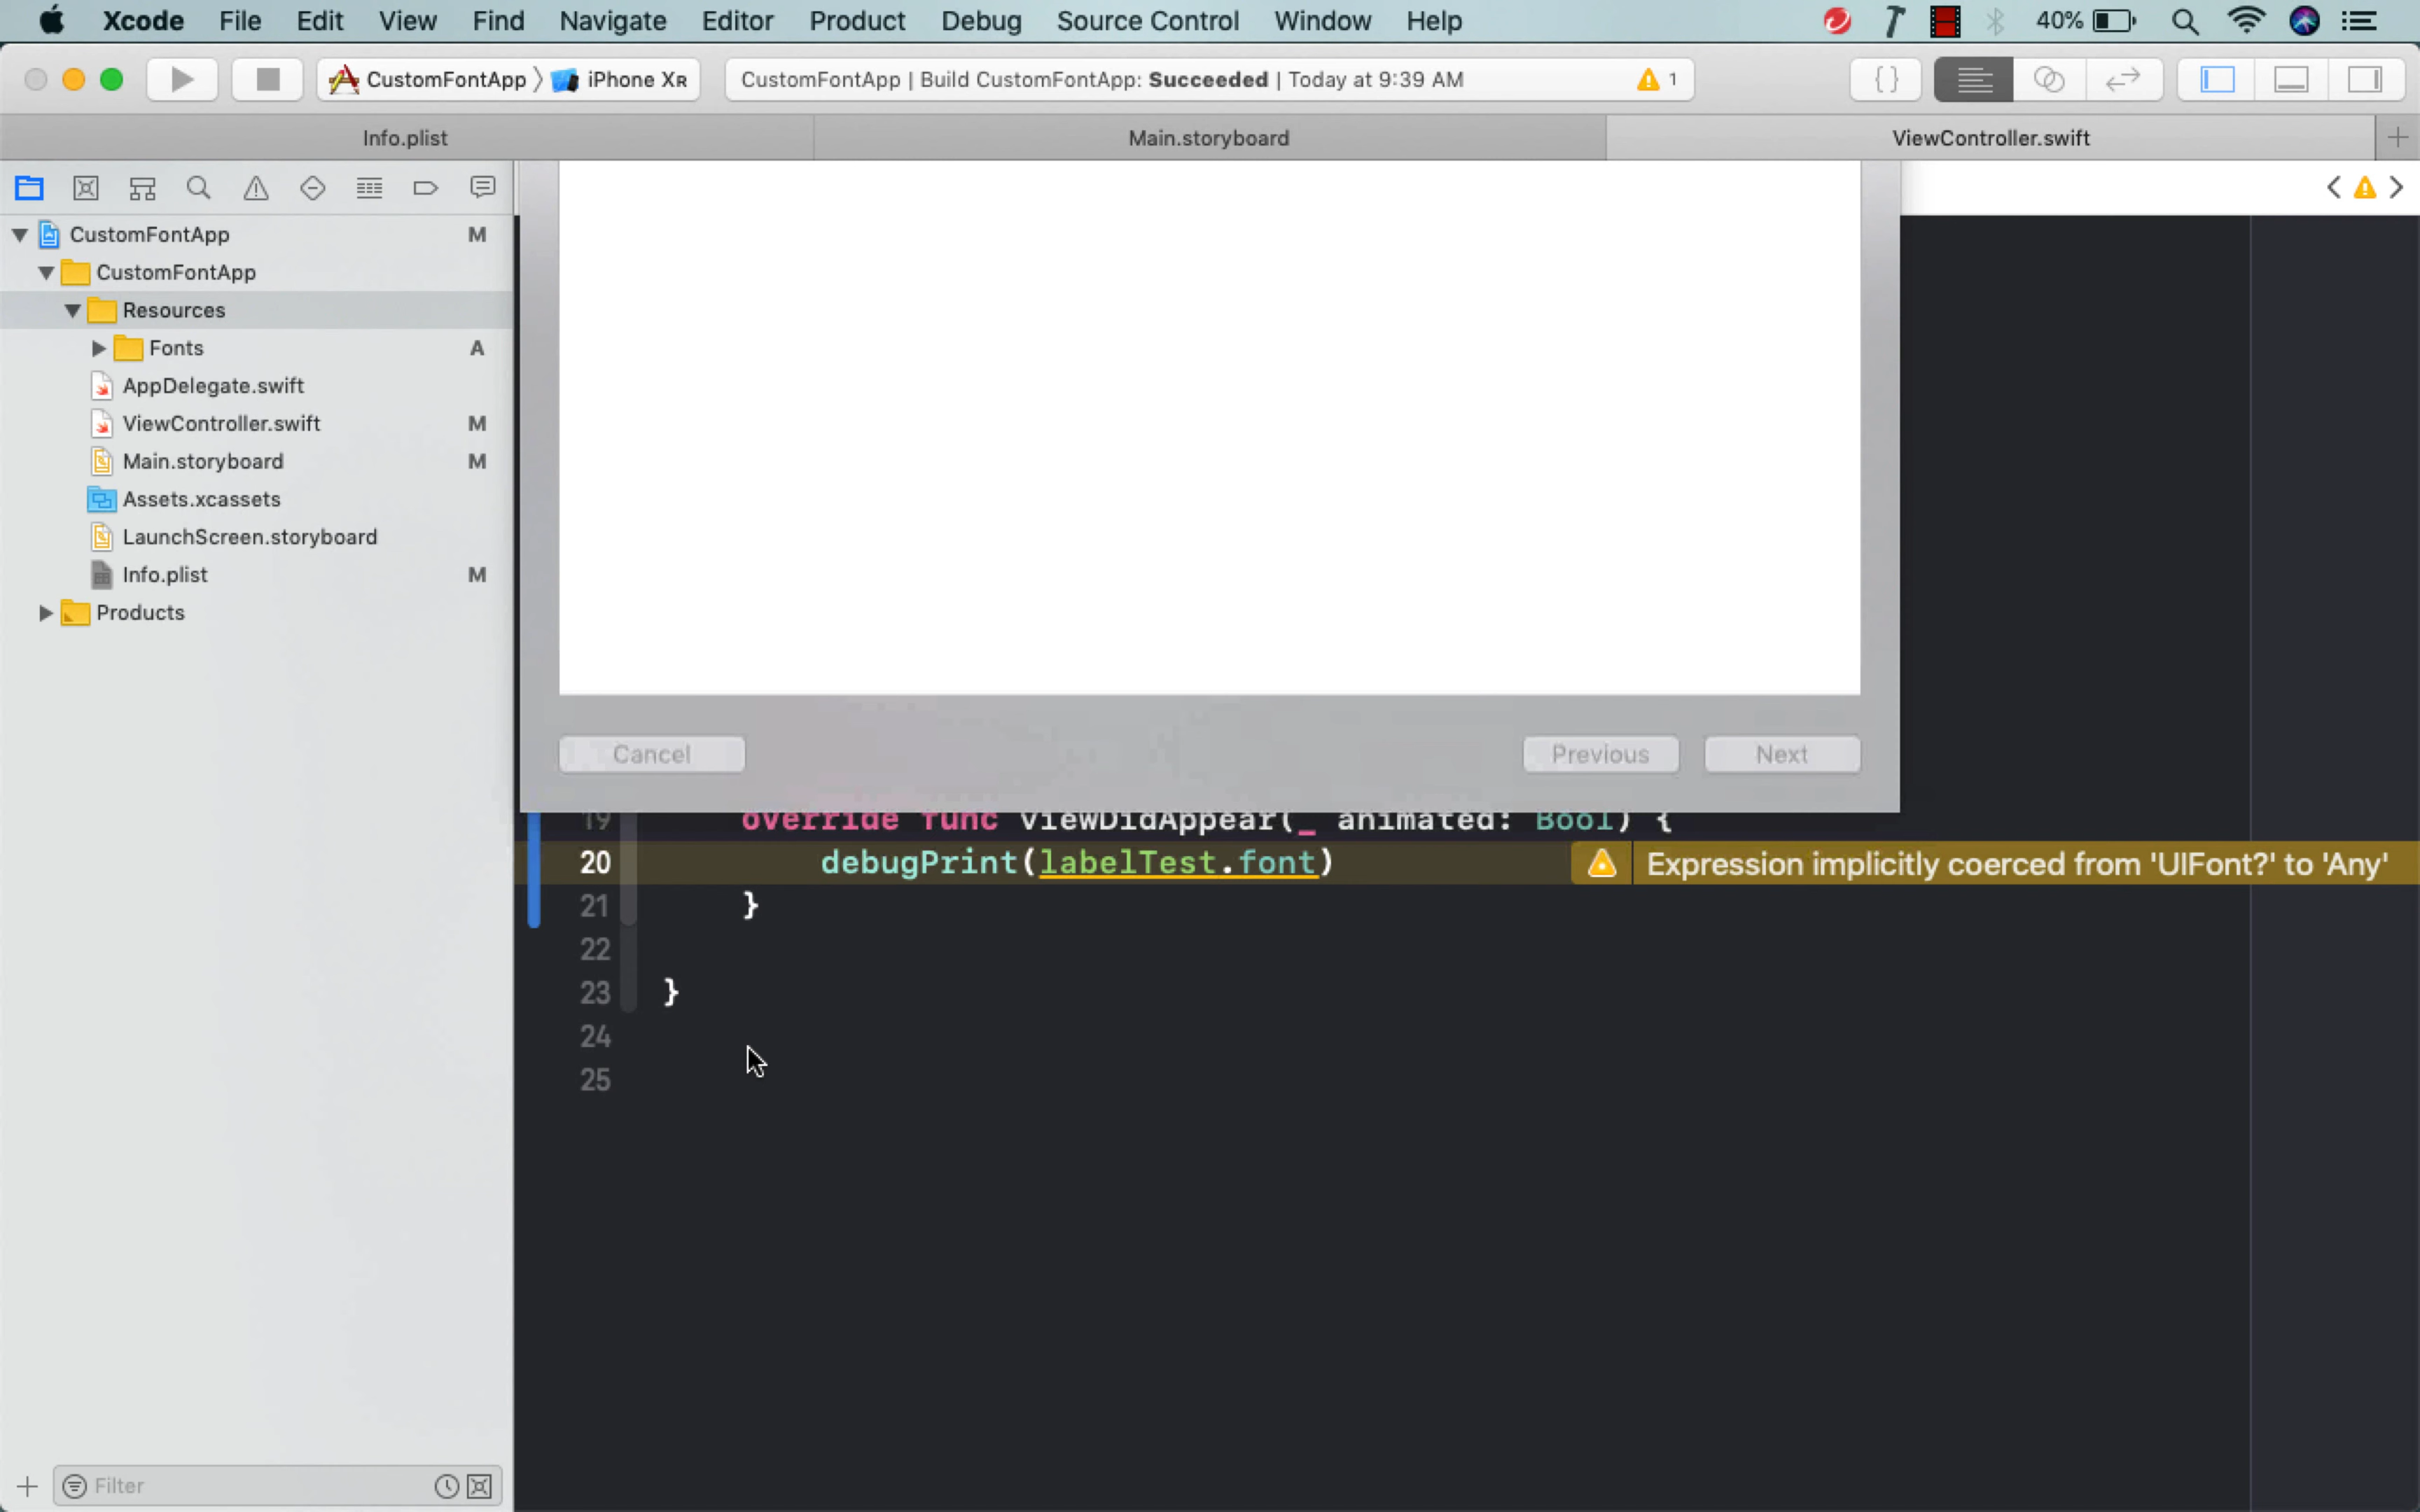 Xcode File Edit View Find Navigate Editor Product Debug Source Control Window Help 40%
CustomFontApp iPhone XR CustomFontApp | Build CustomFontApp: Succeeded | Today at 9:39 AM 1
Info.plist Main.storyboard ViewController.swift
CustomFontApp M
CustomFontApp
Resources
Fonts A
AppDelegate.swift
ViewController.swift M
Main.storyboard M
Assets.xcassets
LaunchScreen.storyboard
Info.plist M
Products
Cancel Previous Next
19 override func viewDidAppear(_ animated: Bool) {
20 debugPrint(labelTest.font) Expression implicitly coerced from 'UIFont?' to 'Any'
21 }
22
23 }
24
25
Filter